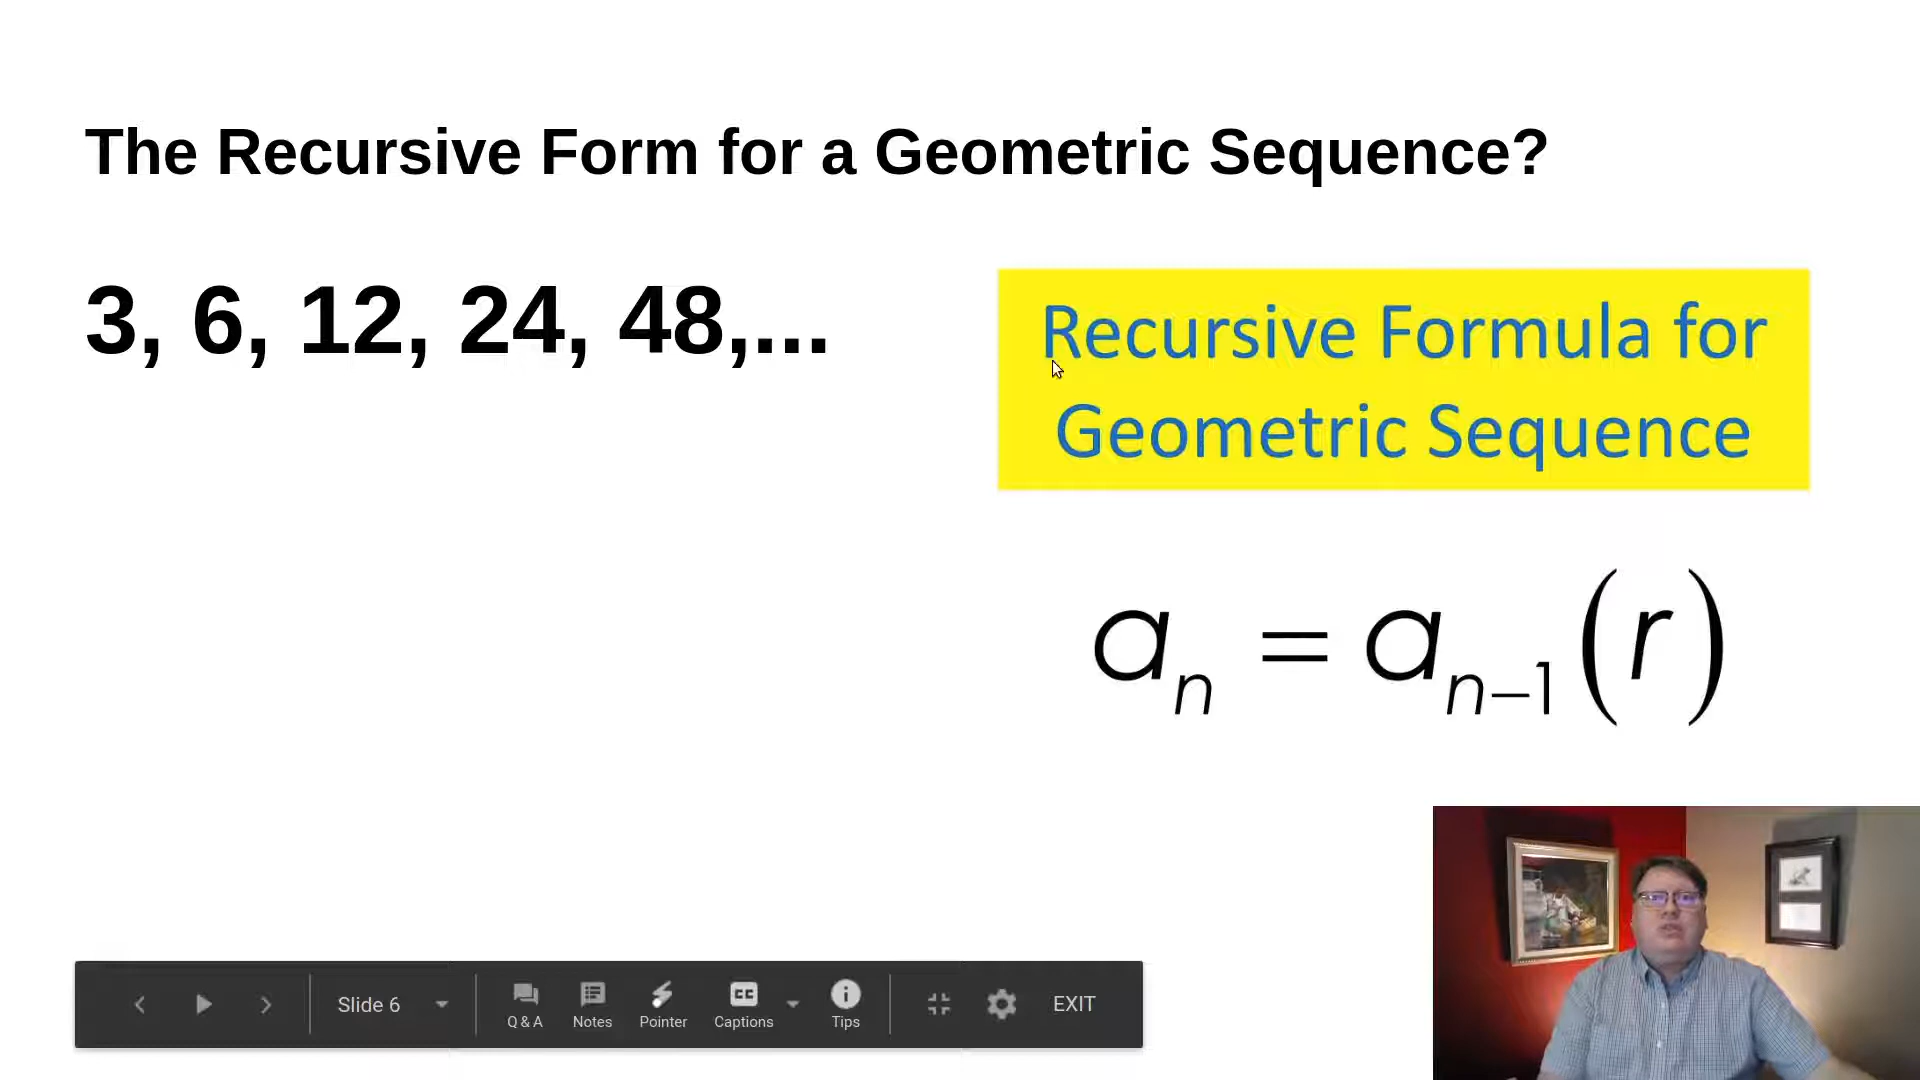 The Recursive Form for a Geometric Sequence?
3, 6, 12, 24, 48,...
Recursive Formula for
Geometric Sequence
aₙ = aₙ₋₁(r)
Slide 6
CC
Q & A Notes Pointer Captions Tips EXIT